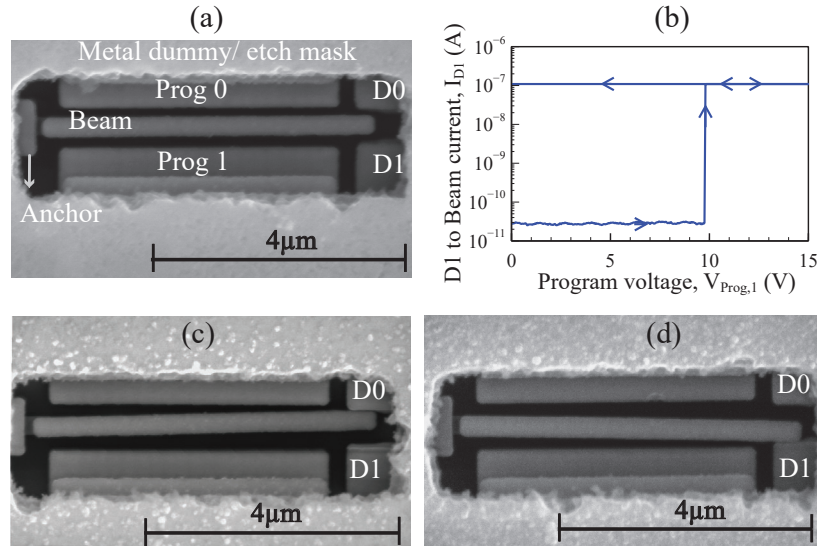 (a)
Metal dummy/ etch mask
Prog 0
D0
Beam
Prog 1
D1
Anchor
4μm
(b)
D1 to Beam current, I_D1 (A)
10⁻⁶
10⁻⁷
10⁻⁸
10⁻⁹
10⁻¹⁰
10⁻¹¹
0 5 10 15
Program voltage, V_Prog,1 (V)
(c)
D0
D1
4μm
(d)
D0
D1
4μm